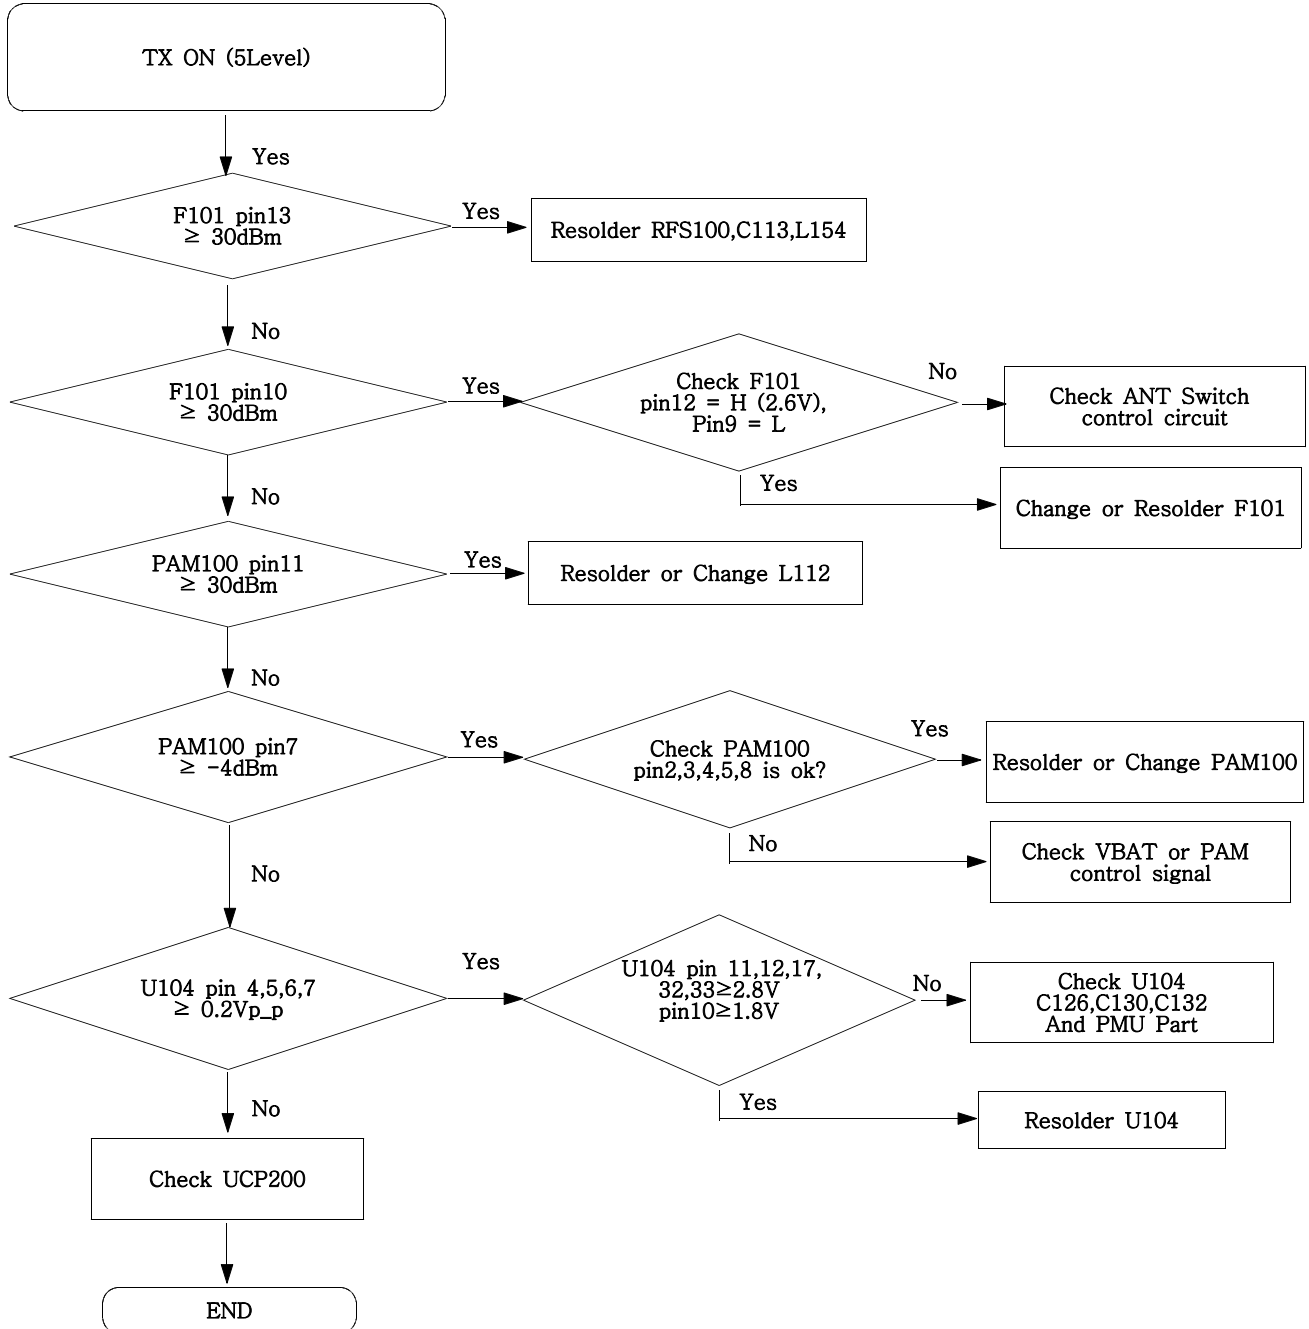 TX ON (5Level)
Yes
F101 pin13
≥ 30dBm
Yes
Resolder RFS100,C113,L154
No
F101 pin10
≥ 30dBm
Yes
Check F101
pin12 = H (2.6V),
Pin9 = L
No
Check ANT Switch
control circuit
Yes
Change or Resolder F101
No
PAM100 pin11
≥ 30dBm
Yes
Resolder or Change L112
No
PAM100 pin7
≥ -4dBm
Yes
Check PAM100
pin2,3,4,5,8 is ok?
Yes
Resolder or Change PAM100
No
Check VBAT or PAM
control signal
No
U104 pin 4,5,6,7
≥ 0.2Vp_p
Yes
U104 pin 11,12,17,
32,33≥2.8V
pin10≥1.8V
No
Check U104
C126,C130,C132
And PMU Part
Yes
Resolder U104
No
Check UCP200
END